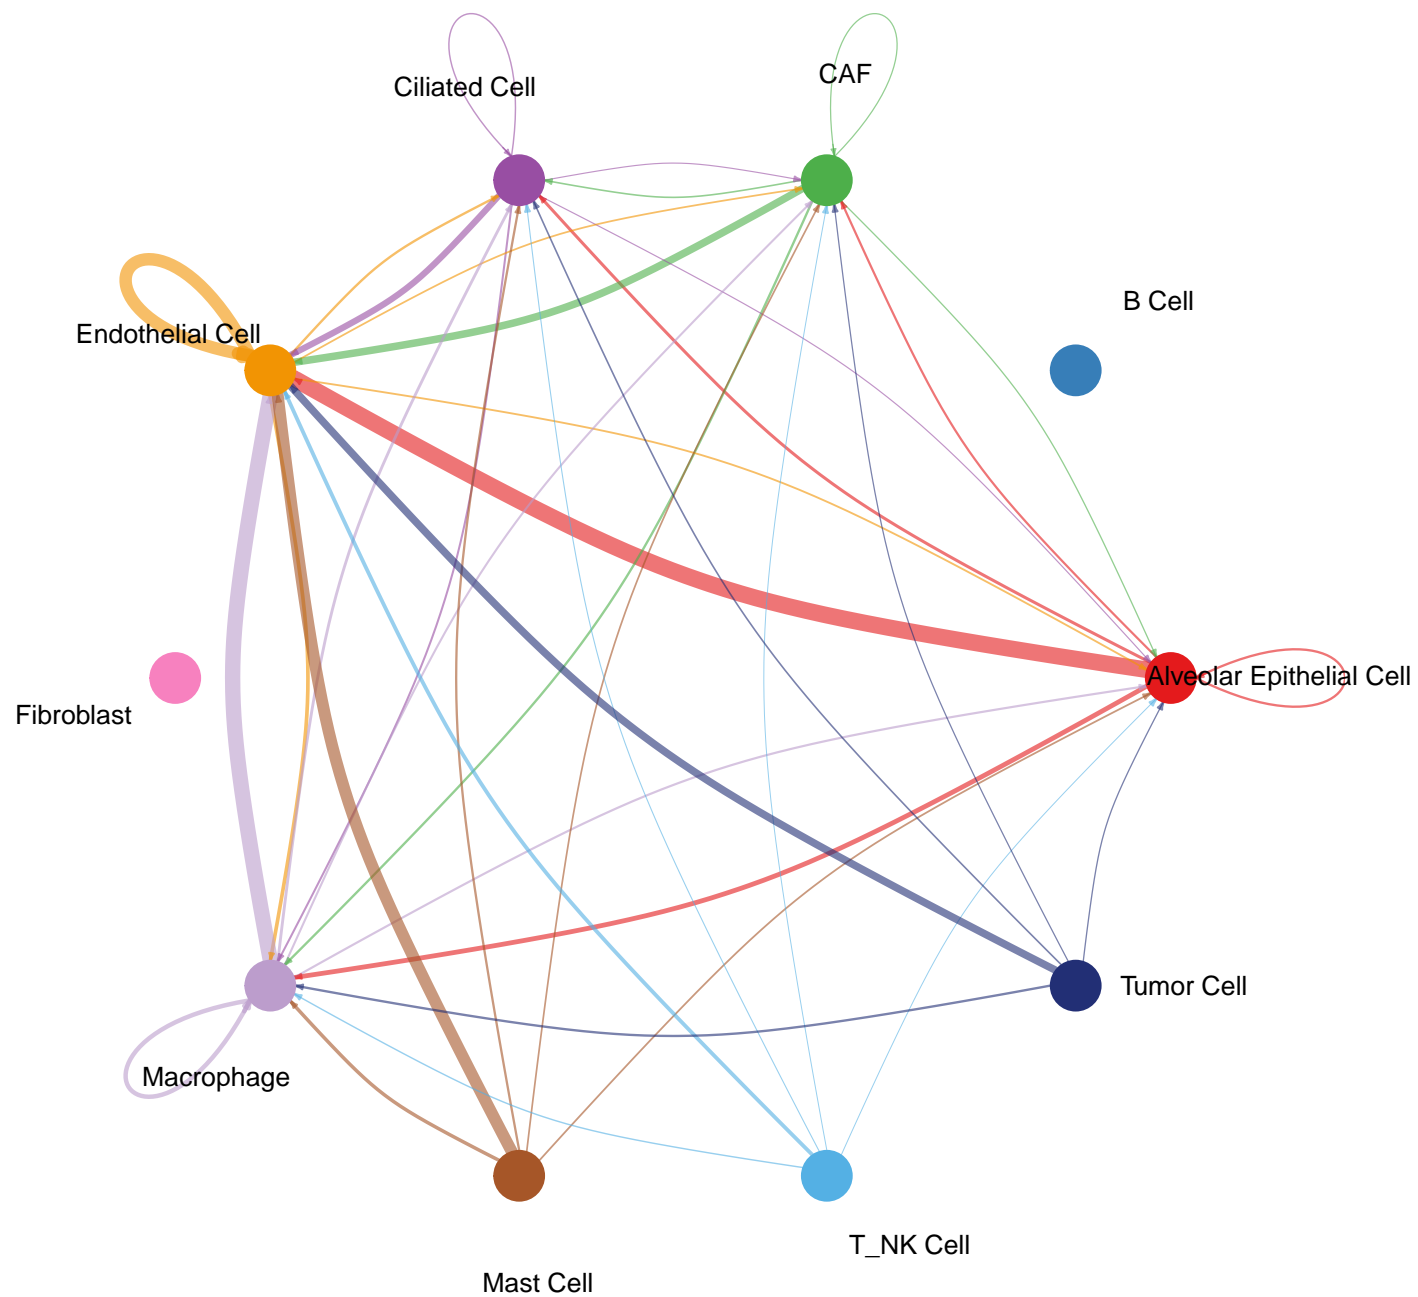 CAF
Ciliated Cell
B Cell
Endothelial Cell
Alveolar Epithelial Cell
Fibroblast
Tumor Cell
Macrophage
T_NK Cell
Mast Cell